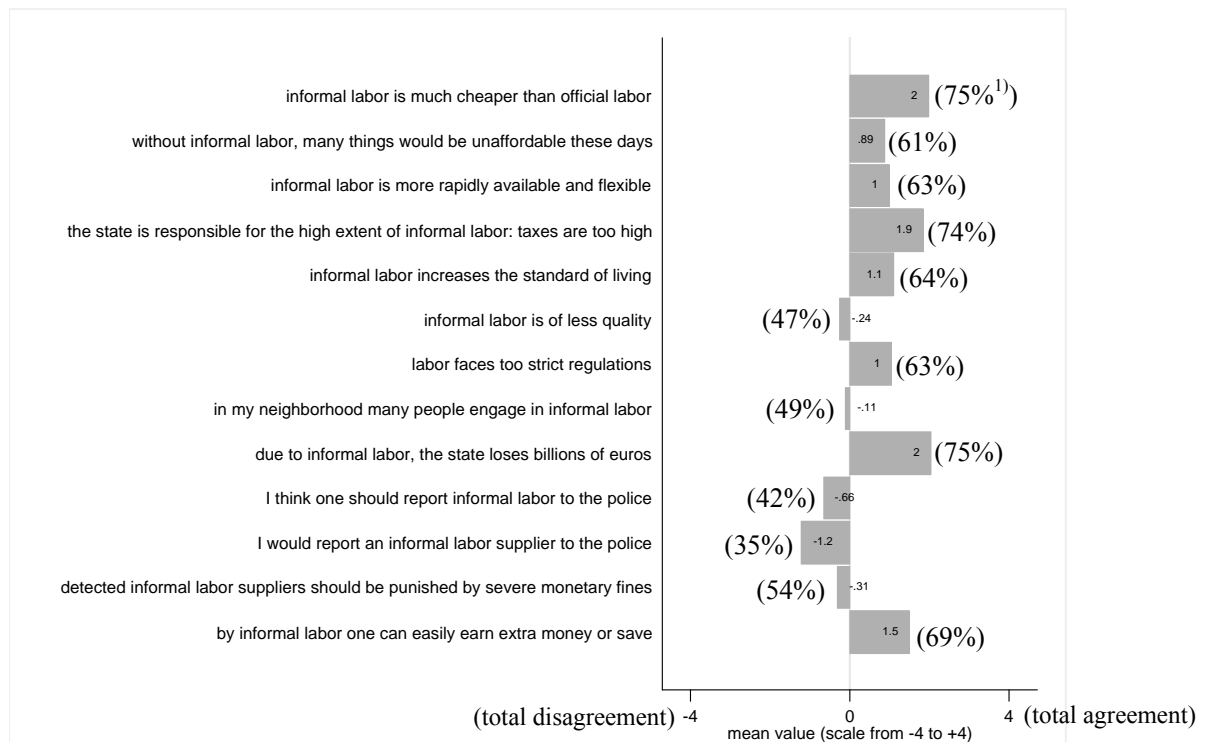 informal labor is much cheaper than official labor 2 (75%1))
without informal labor, many things would be unaffordable these days .89 (61%)
informal labor is more rapidly available and flexible 1 (63%)
the state is responsible for the high extent of informal labor: taxes are too high 1.9 (74%)
informal labor increases the standard of living 1.1 (64%)
informal labor is of less quality (47%) -.24
labor faces too strict regulations 1 (63%)
in my neighborhood many people engage in informal labor (49%) -.11
due to informal labor, the state loses billions of euros 2 (75%)
I think one should report informal labor to the police (42%) -.66
I would report an informal labor supplier to the police (35%) -1.2
detected informal labor suppliers should be punished by severe monetary fines (54%) -.31
by informal labor one can easily earn extra money or save 1.5 (69%)
(total disagreement) -4 0 4 (total agreement)
mean value (scale from -4 to +4)